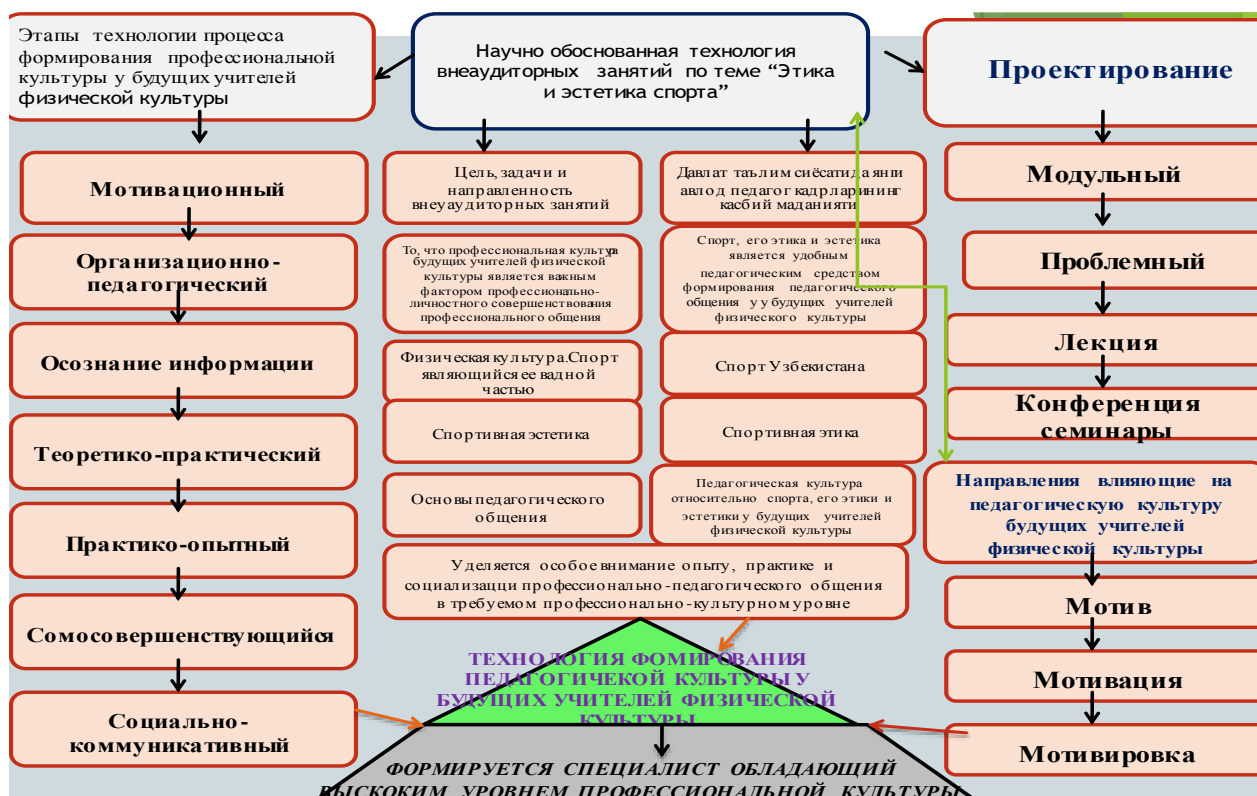 Этапы технологии процесса
формирования профессиональной
культуры у будущих учителей
физической культуры
Научно обоснованная технология
внеаудиторных занятий по теме “Этика
и эстетика спорта”
Проектирование
Мотивационный
Организационно-
педагогический
Осознание информации
Теоретико-практический
Практико-опытный
Сомосовершенствующийся
Социально-
коммуникативный
Цель, задачи и
направленность
внеуаудиторных занятий
То, что профессиональная культура
будущих учителей физической
культуры является важным
фактором профессионально-
личностного совершенствования
профессионального общения
Физическая культура.Спорт
являющийся ее вадной
частью
Спортивная эстетика
Основы педагогического
общения
Давлат таълим сиёсатида янги
авлод педагог кадрларининг
касбий маданияти
Спорт, его этика и эстетика
является удобным
педагогическим средством
формирования педагогического
общения у у будущих учителей
физического культуры
Спорт Узбекистана
Спортивная этика
Педагогическая культура
относительно спорта, его этики и
эстетики у будущих учителей
физической культуры
Уделяется особое внимание опыту, практике и
социализацци профессионально-педагогического общения
в требуемом профессионально-культурном уровне
Модульный
Проблемный
Лекция
Конференция
семинары
Направления влияющие на
педагогическую культуру
будущих учителей
физической культуры
Мотив
Мотивация
Мотивировка
ТЕХНОЛОГИЯ ФОМИРОВАНИЯ
ПЕДАГОГИЧЕКОЙ КУЛЬТУРЫ У
БУДУЩИХ УЧИТЕЛЕЙ ФИЗИЧЕСКОЙ
КУЛЬТУРЫ
ФОРМИРУЕТСЯ СПЕЦИАЛИСТ ОБЛАДАЮЩИЙ
ВЫСКОКИМ УРОВНЕМ ПРОФЕССИОНАЛЬНОЙ КУЛЬТУРЫ